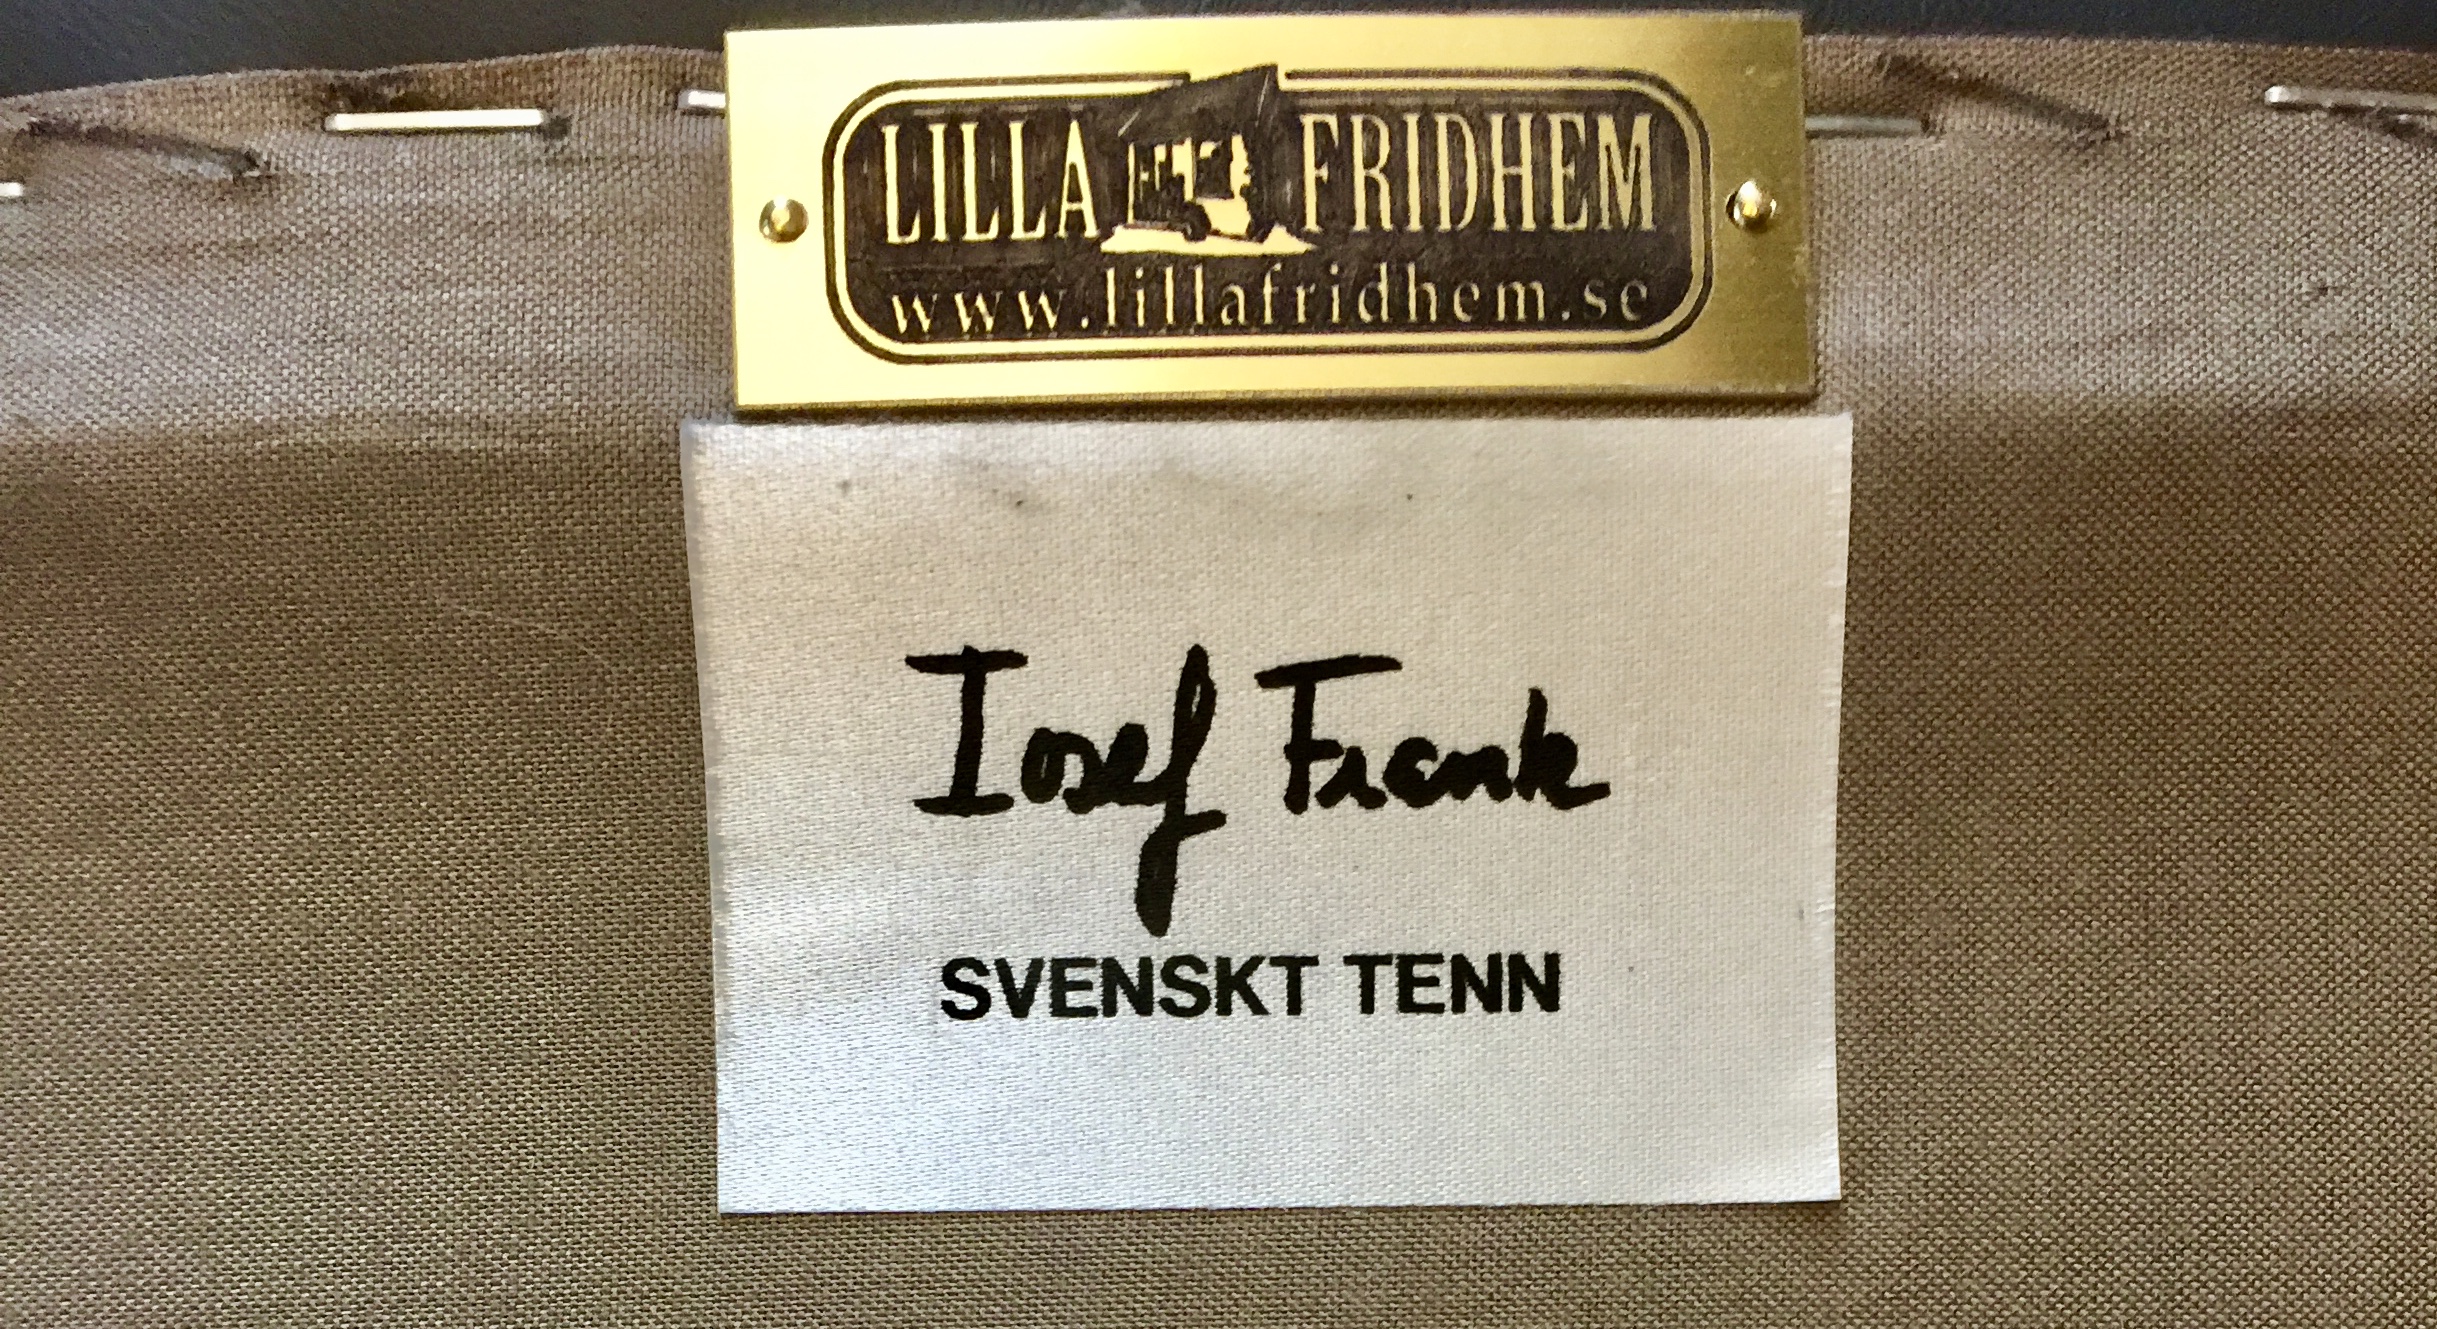 LILLA FRIDHEM
www.lillafridhem.se
Josef Frank
SVENSKT TENN